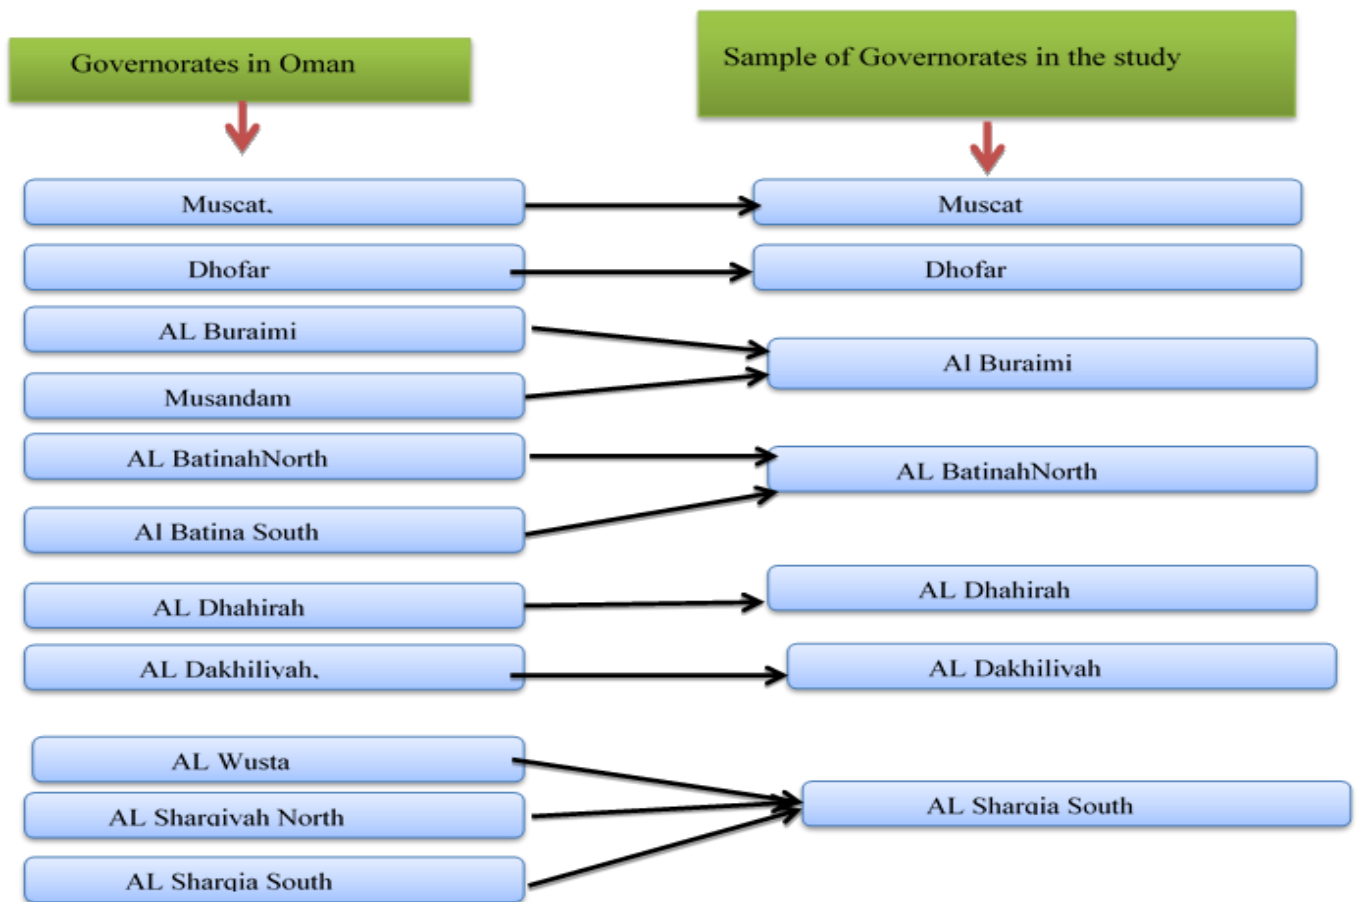 Governorates in Oman
Sample of Governorates in the study
Muscat,
Muscat
Dhofar
Dhofar
AL Buraimi
Al Buraimi
Musandam
AL BatinahNorth
AL BatinahNorth
Al Batina South
AL Dhahirah
AL Dhahirah
AL Dakhiliyah,
AL Dakhiliyah
AL Wusta
AL Sharqiyah North
AL Sharqia South
AL Sharqia South